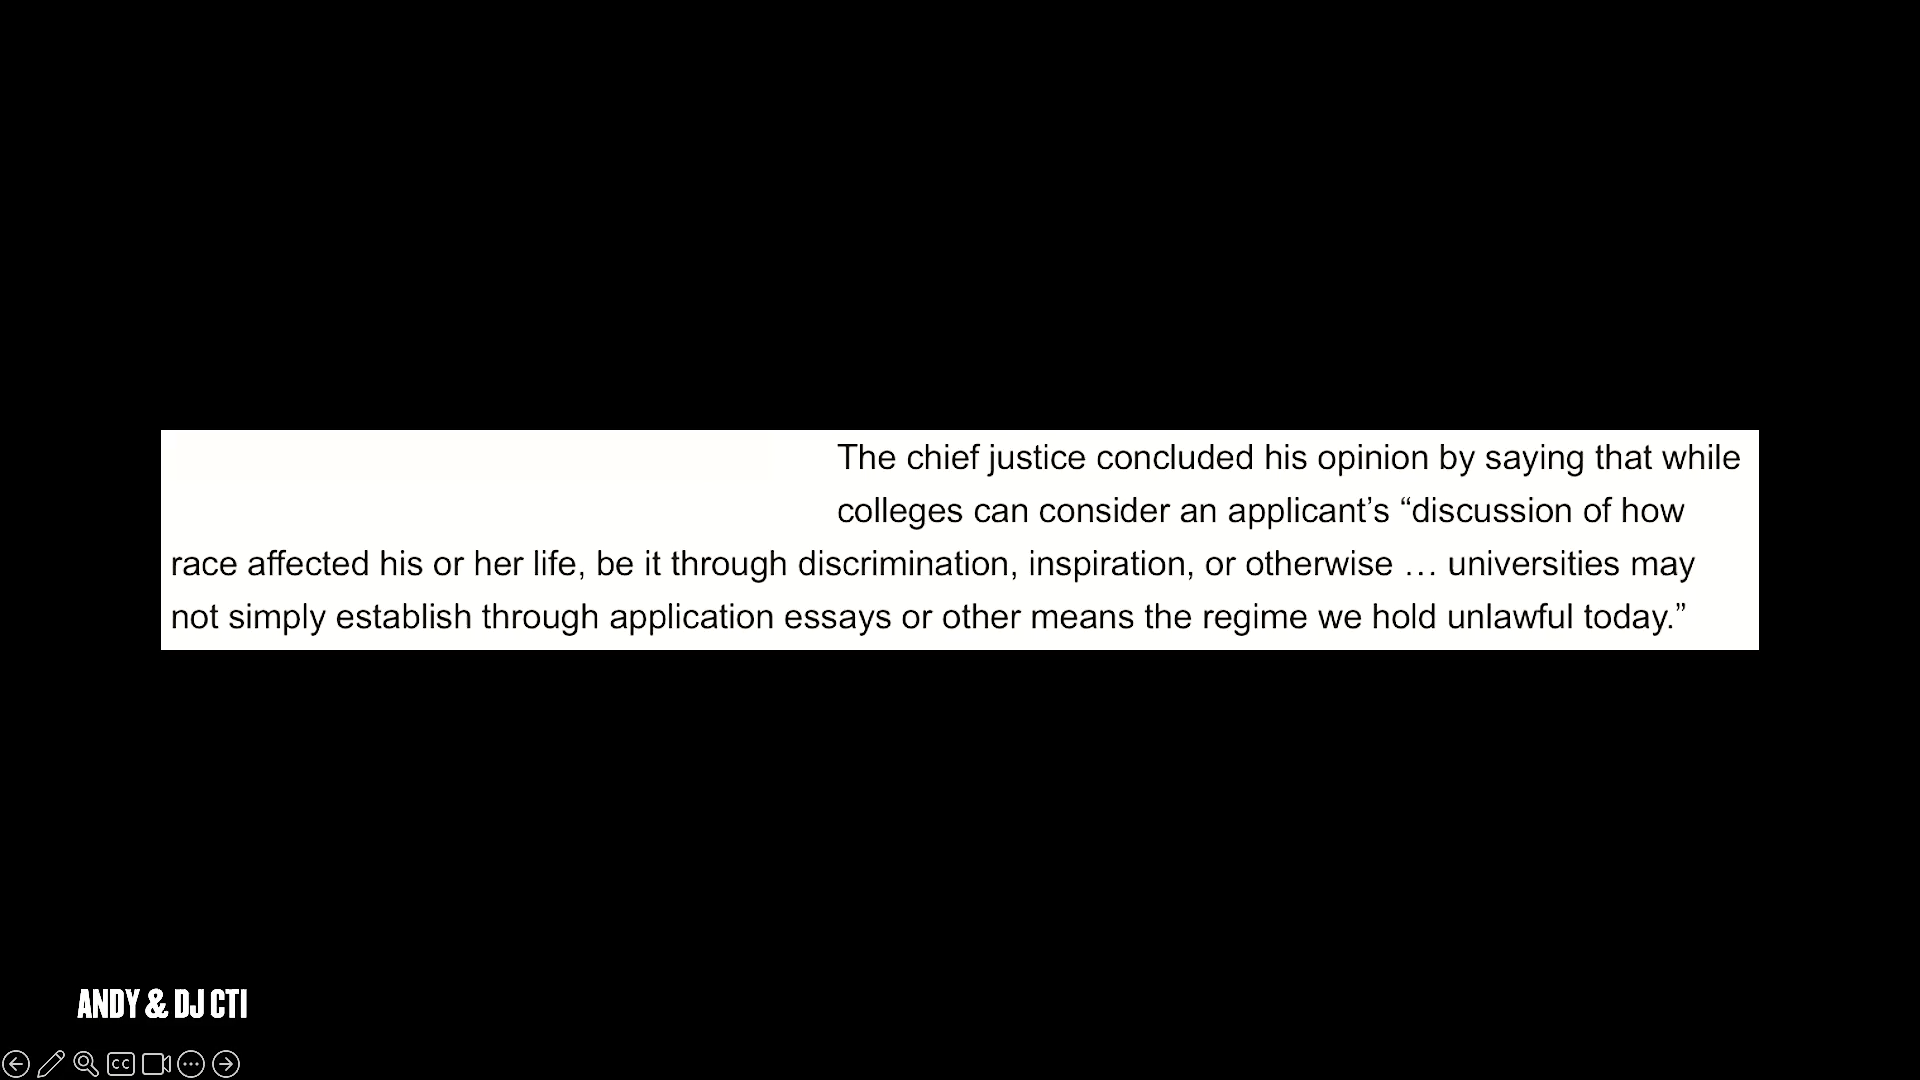 The chief justice concluded his opinion by saying that while
colleges can consider an applicant’s “discussion of how
race affected his or her life, be it through discrimination, inspiration, or otherwise … universities may
not simply establish through application essays or other means the regime we hold unlawful today.”
ANDY & DJ CTI
CC